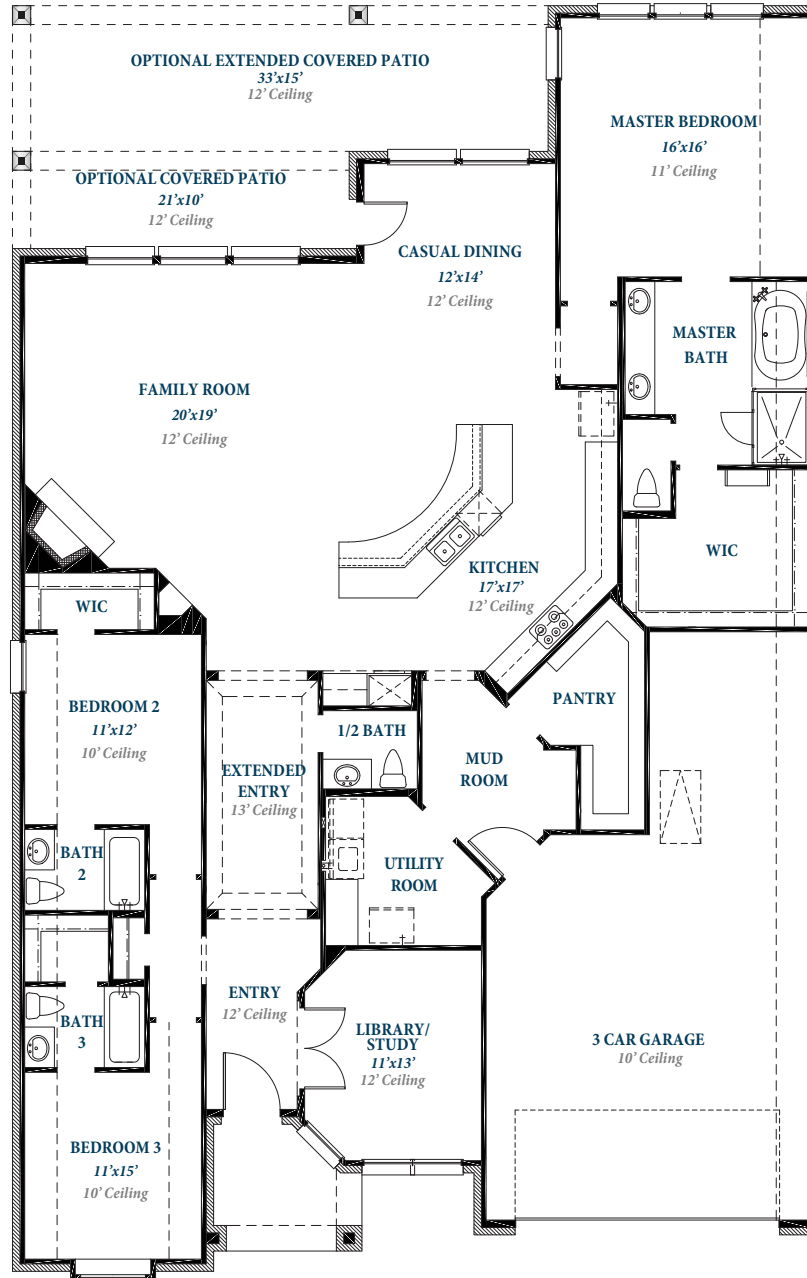 OPTIONAL EXTENDED COVERED PATIO
33'x15'
12' Ceiling
MASTER BEDROOM
16'x16'
11' Ceiling
OPTIONAL COVERED PATIO
21'x10'
12' Ceiling
CASUAL DINING
12'x14'
12' Ceiling
MASTER
BATH
FAMILY ROOM
20'x19'
12' Ceiling
WIC
KITCHEN
17'x17'
12' Ceiling
WIC
BEDROOM 2
11'x12'
10' Ceiling
PANTRY
1/2 BATH
MUD
ROOM
EXTENDED
ENTRY
13' Ceiling
BATH
2
UTILITY
ROOM
ENTRY
12' Ceiling
BATH
3
LIBRARY/
STUDY
11'x13'
12' Ceiling
3 CAR GARAGE
10' Ceiling
BEDROOM 3
11'x15'
10' Ceiling